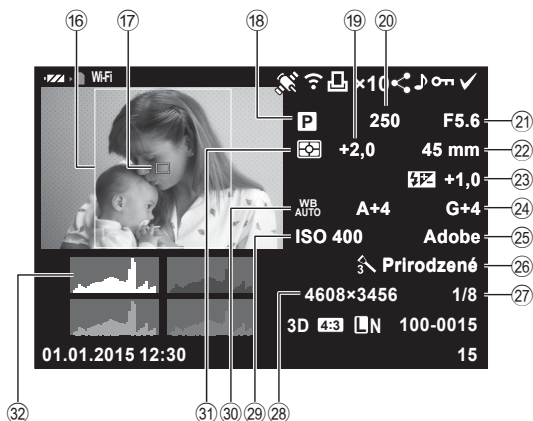 ⑯ ⑰ ⑱ ⑲ ⑳
Wi-Fi ×10
P 250 F5.6 ㉑
+2,0 45 mm ㉒
+1,0 ㉓
WB AUTO A+4 G+4 ㉔
ISO 400 Adobe ㉕
3 Prirodzené ㉖
4608×3456 1/8 ㉗
3D 4:3 LN 100-0015
01.01.2015 12:30 15
㉜ ㉛ ㉚ ㉙ ㉘